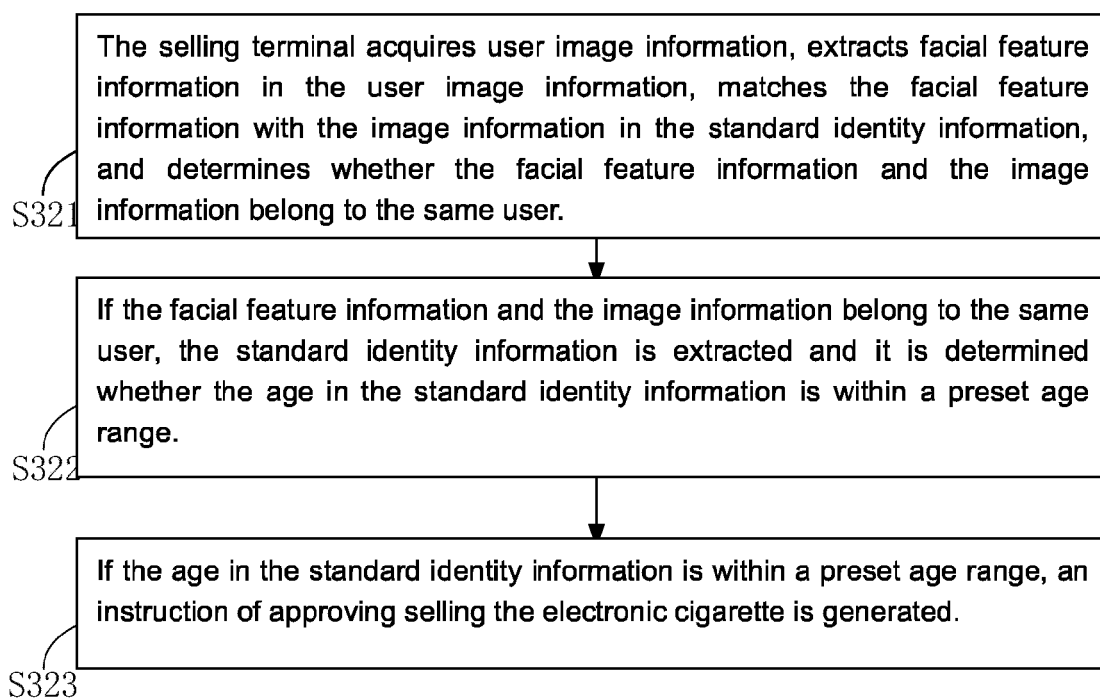 The selling terminal acquires user image information, extracts facial feature
information in the user image information, matches the facial feature
information with the image information in the standard identity information,
and determines whether the facial feature information and the image
information belong to the same user.
S321
If the facial feature information and the image information belong to the same
user, the standard identity information is extracted and it is determined
whether the age in the standard identity information is within a preset age
range.
S322
If the age in the standard identity information is within a preset age range, an
instruction of approving selling the electronic cigarette is generated.
S323